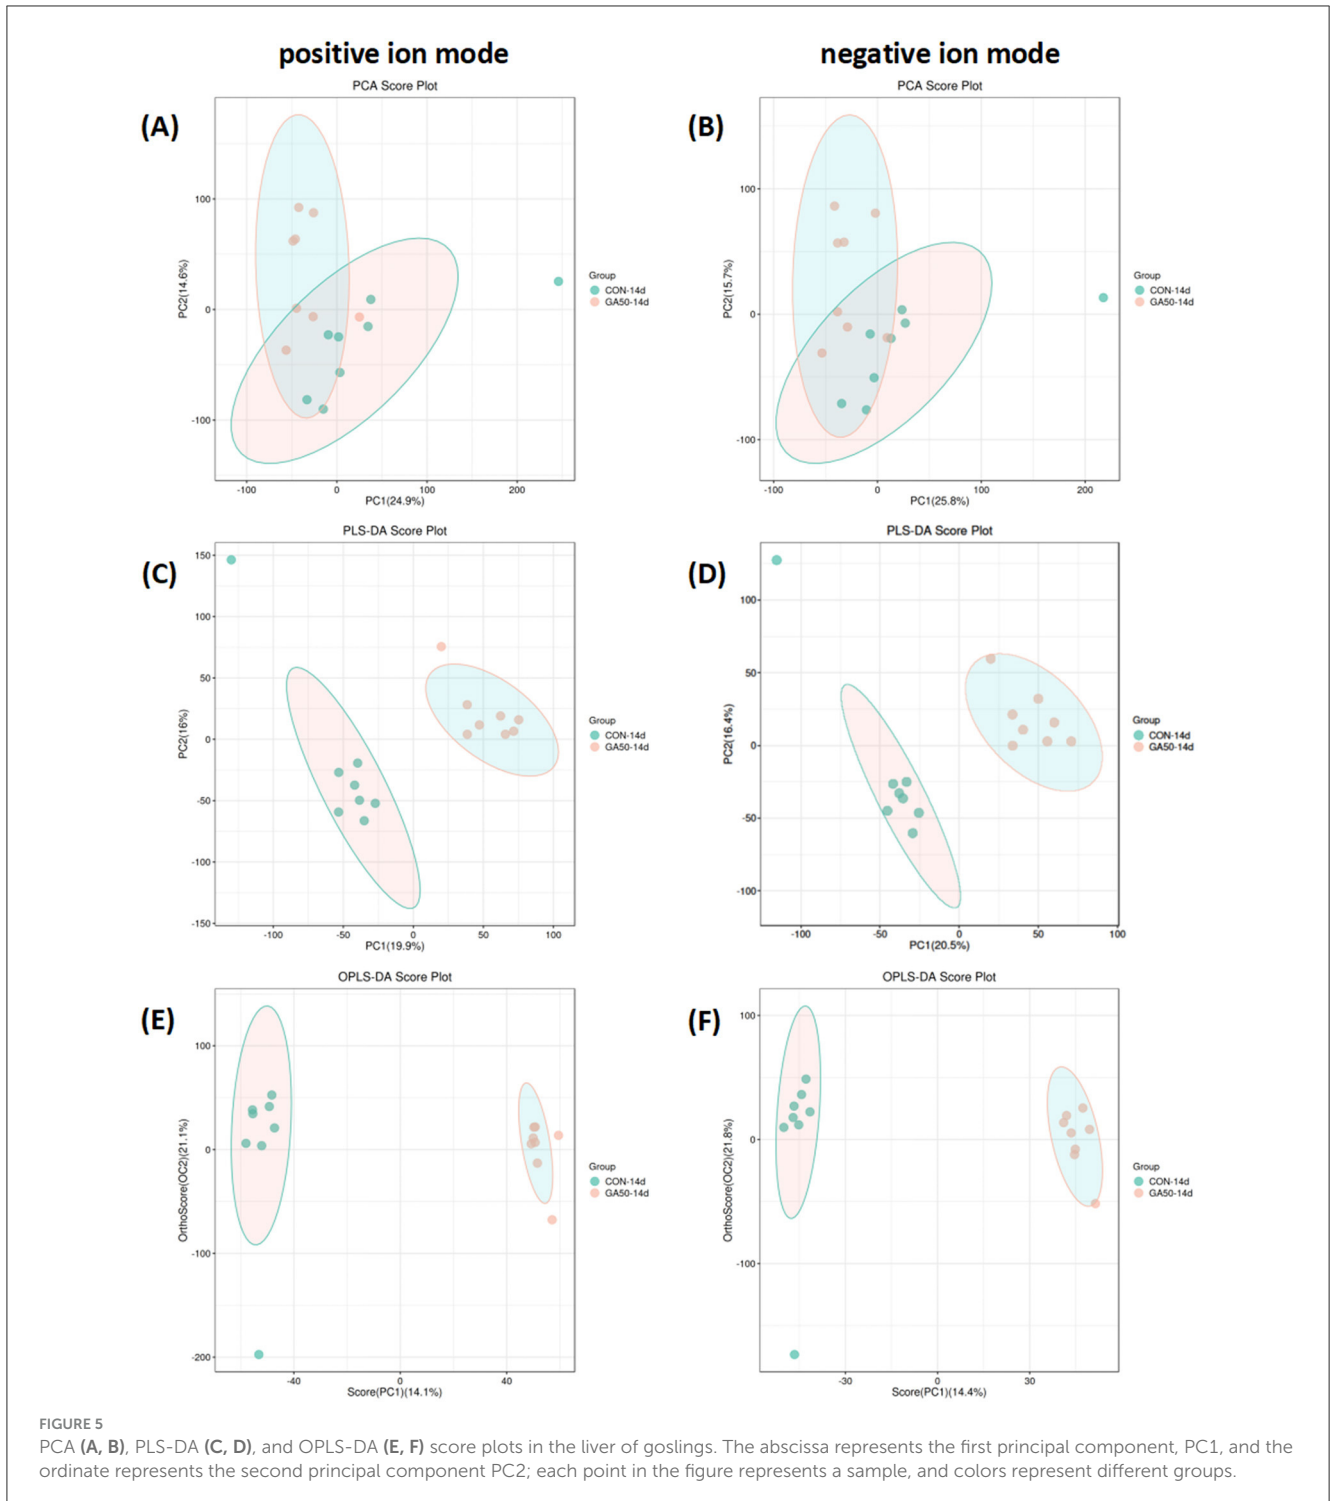 positive ion mode
negative ion mode
(A)
PCA Score Plot
100
0
-100
PC2(14.6%)
-100
0
100
200
PC1(24.9%)
Group
CON-14d
GA50-14d
(B)
PCA Score Plot
100
0
-100
PC2(15.7%)
-100
0
100
200
PC1(25.8%)
Group
CON-14d
GA50-14d
(C)
PLS-DA Score Plot
150
100
50
0
-50
-100
-150
PC2(16%)
-100
-50
0
50
100
PC1(19.9%)
Group
CON-14d
GA50-14d
(D)
PLS-DA Score Plot
100
50
0
-50
-100
PC2(16.4%)
-100
-50
0
50
100
PC1(20.5%)
Group
CON-14d
GA50-14d
(E)
OPLS-DA Score Plot
100
0
-100
-200
OrthoScore(OC2)(21.1%)
-40
0
40
Score(PC1)(14.1%)
Group
CON-14d
GA50-14d
(F)
OPLS-DA Score Plot
100
0
-100
OrthoScore(OC2)(21.8%)
-30
0
30
Score(PC1)(14.4%)
Group
CON-14d
GA50-14d
FIGURE 5
PCA (A, B), PLS-DA (C, D), and OPLS-DA (E, F) score plots in the liver of goslings. The abscissa represents the first principal component, PC1, and the
ordinate represents the second principal component PC2; each point in the figure represents a sample, and colors represent different groups.